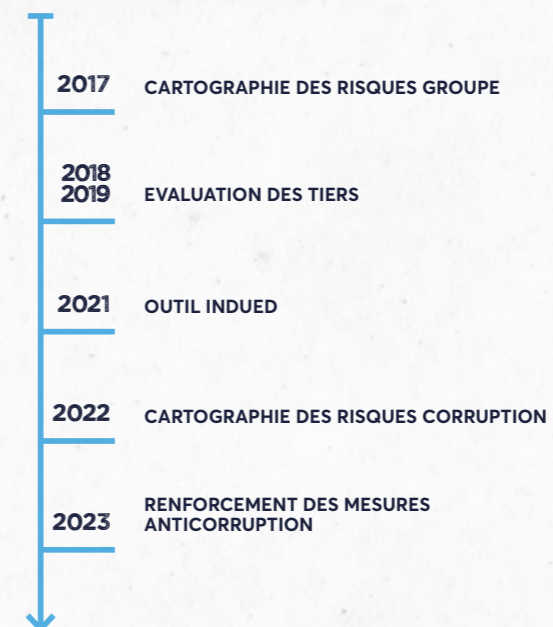 2017
CARTOGRAPHIE DES RISQUES GROUPE
2018
2019
EVALUATION DES TIERS
2021
OUTIL INDUED
2022
CARTOGRAPHIE DES RISQUES CORRUPTION
2023
RENFORCEMENT DES MESURES
ANTICORRUPTION